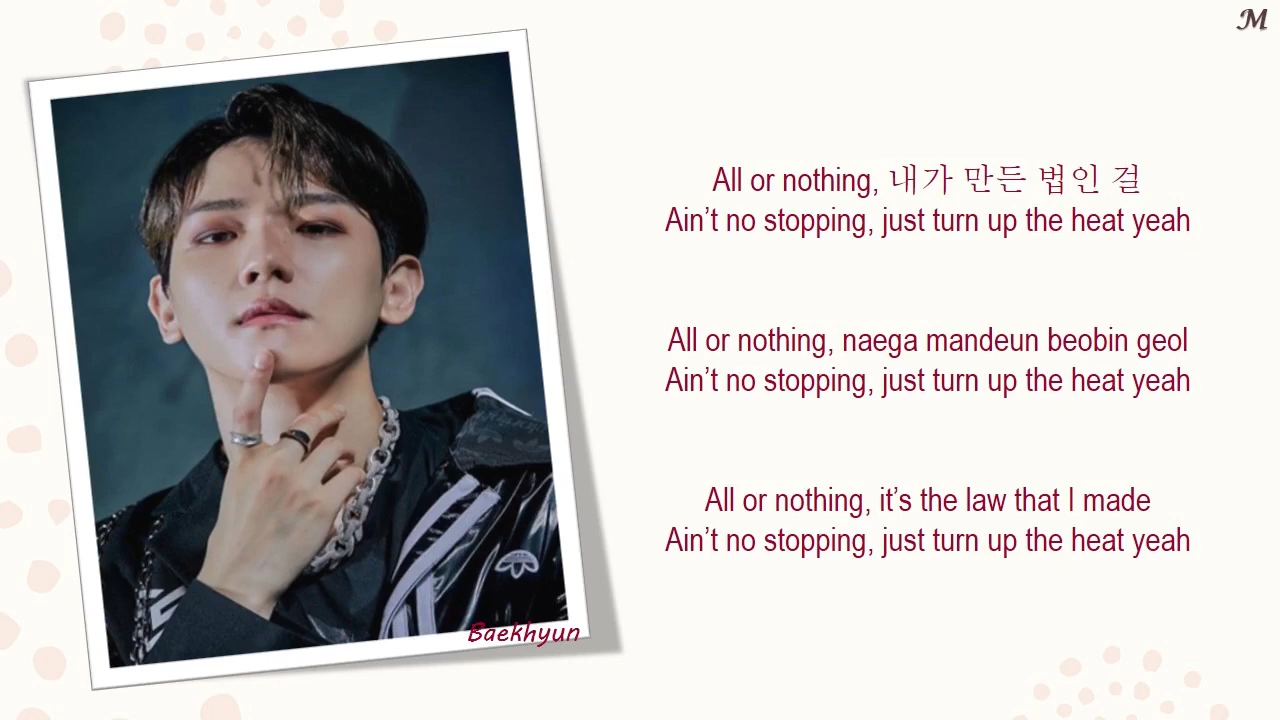 M
All or nothing, 내가 만든 법인 걸
Ain't no stopping, just turn up the heat yeah
All or nothing, naega mandeun beobin geol
Ain't no stopping, just turn up the heat yeah
All or nothing, it's the law that I made
Ain't no stopping, just turn up the heat yeah
Baekhyun